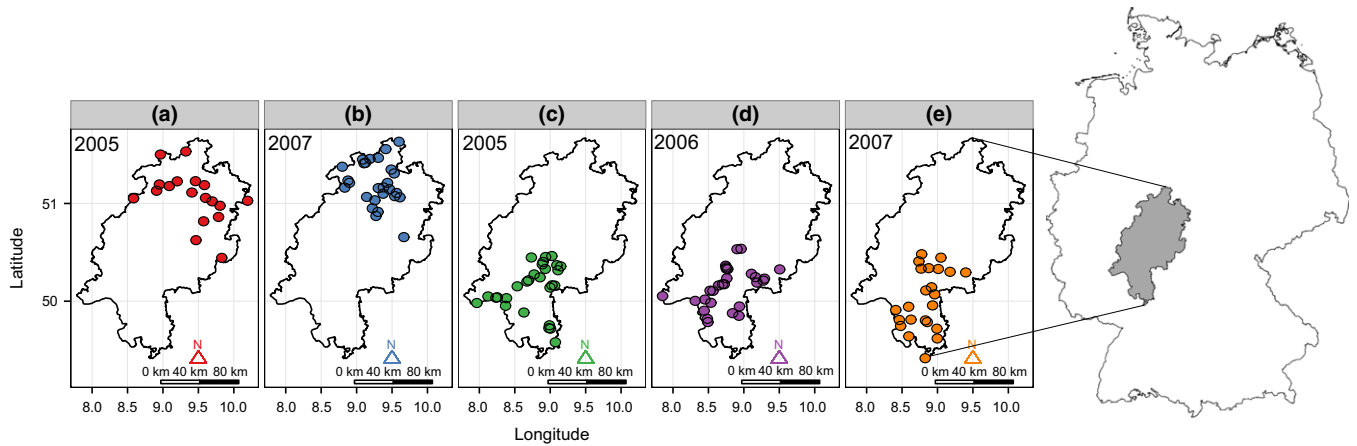 (a) (b) (c) (d) (e)
2005 2007 2005 2006 2007
51
50
Latitude
N N N N N
0 km 40 km 80 km 0 km 40 km 80 km 0 km 40 km 80 km 0 km 40 km 80 km 0 km 40 km 80 km
8.0 8.5 9.0 9.5 10.0 8.0 8.5 9.0 9.5 10.0 8.0 8.5 9.0 9.5 10.0 8.0 8.5 9.0 9.5 10.0 8.0 8.5 9.0 9.5 10.0
Longitude